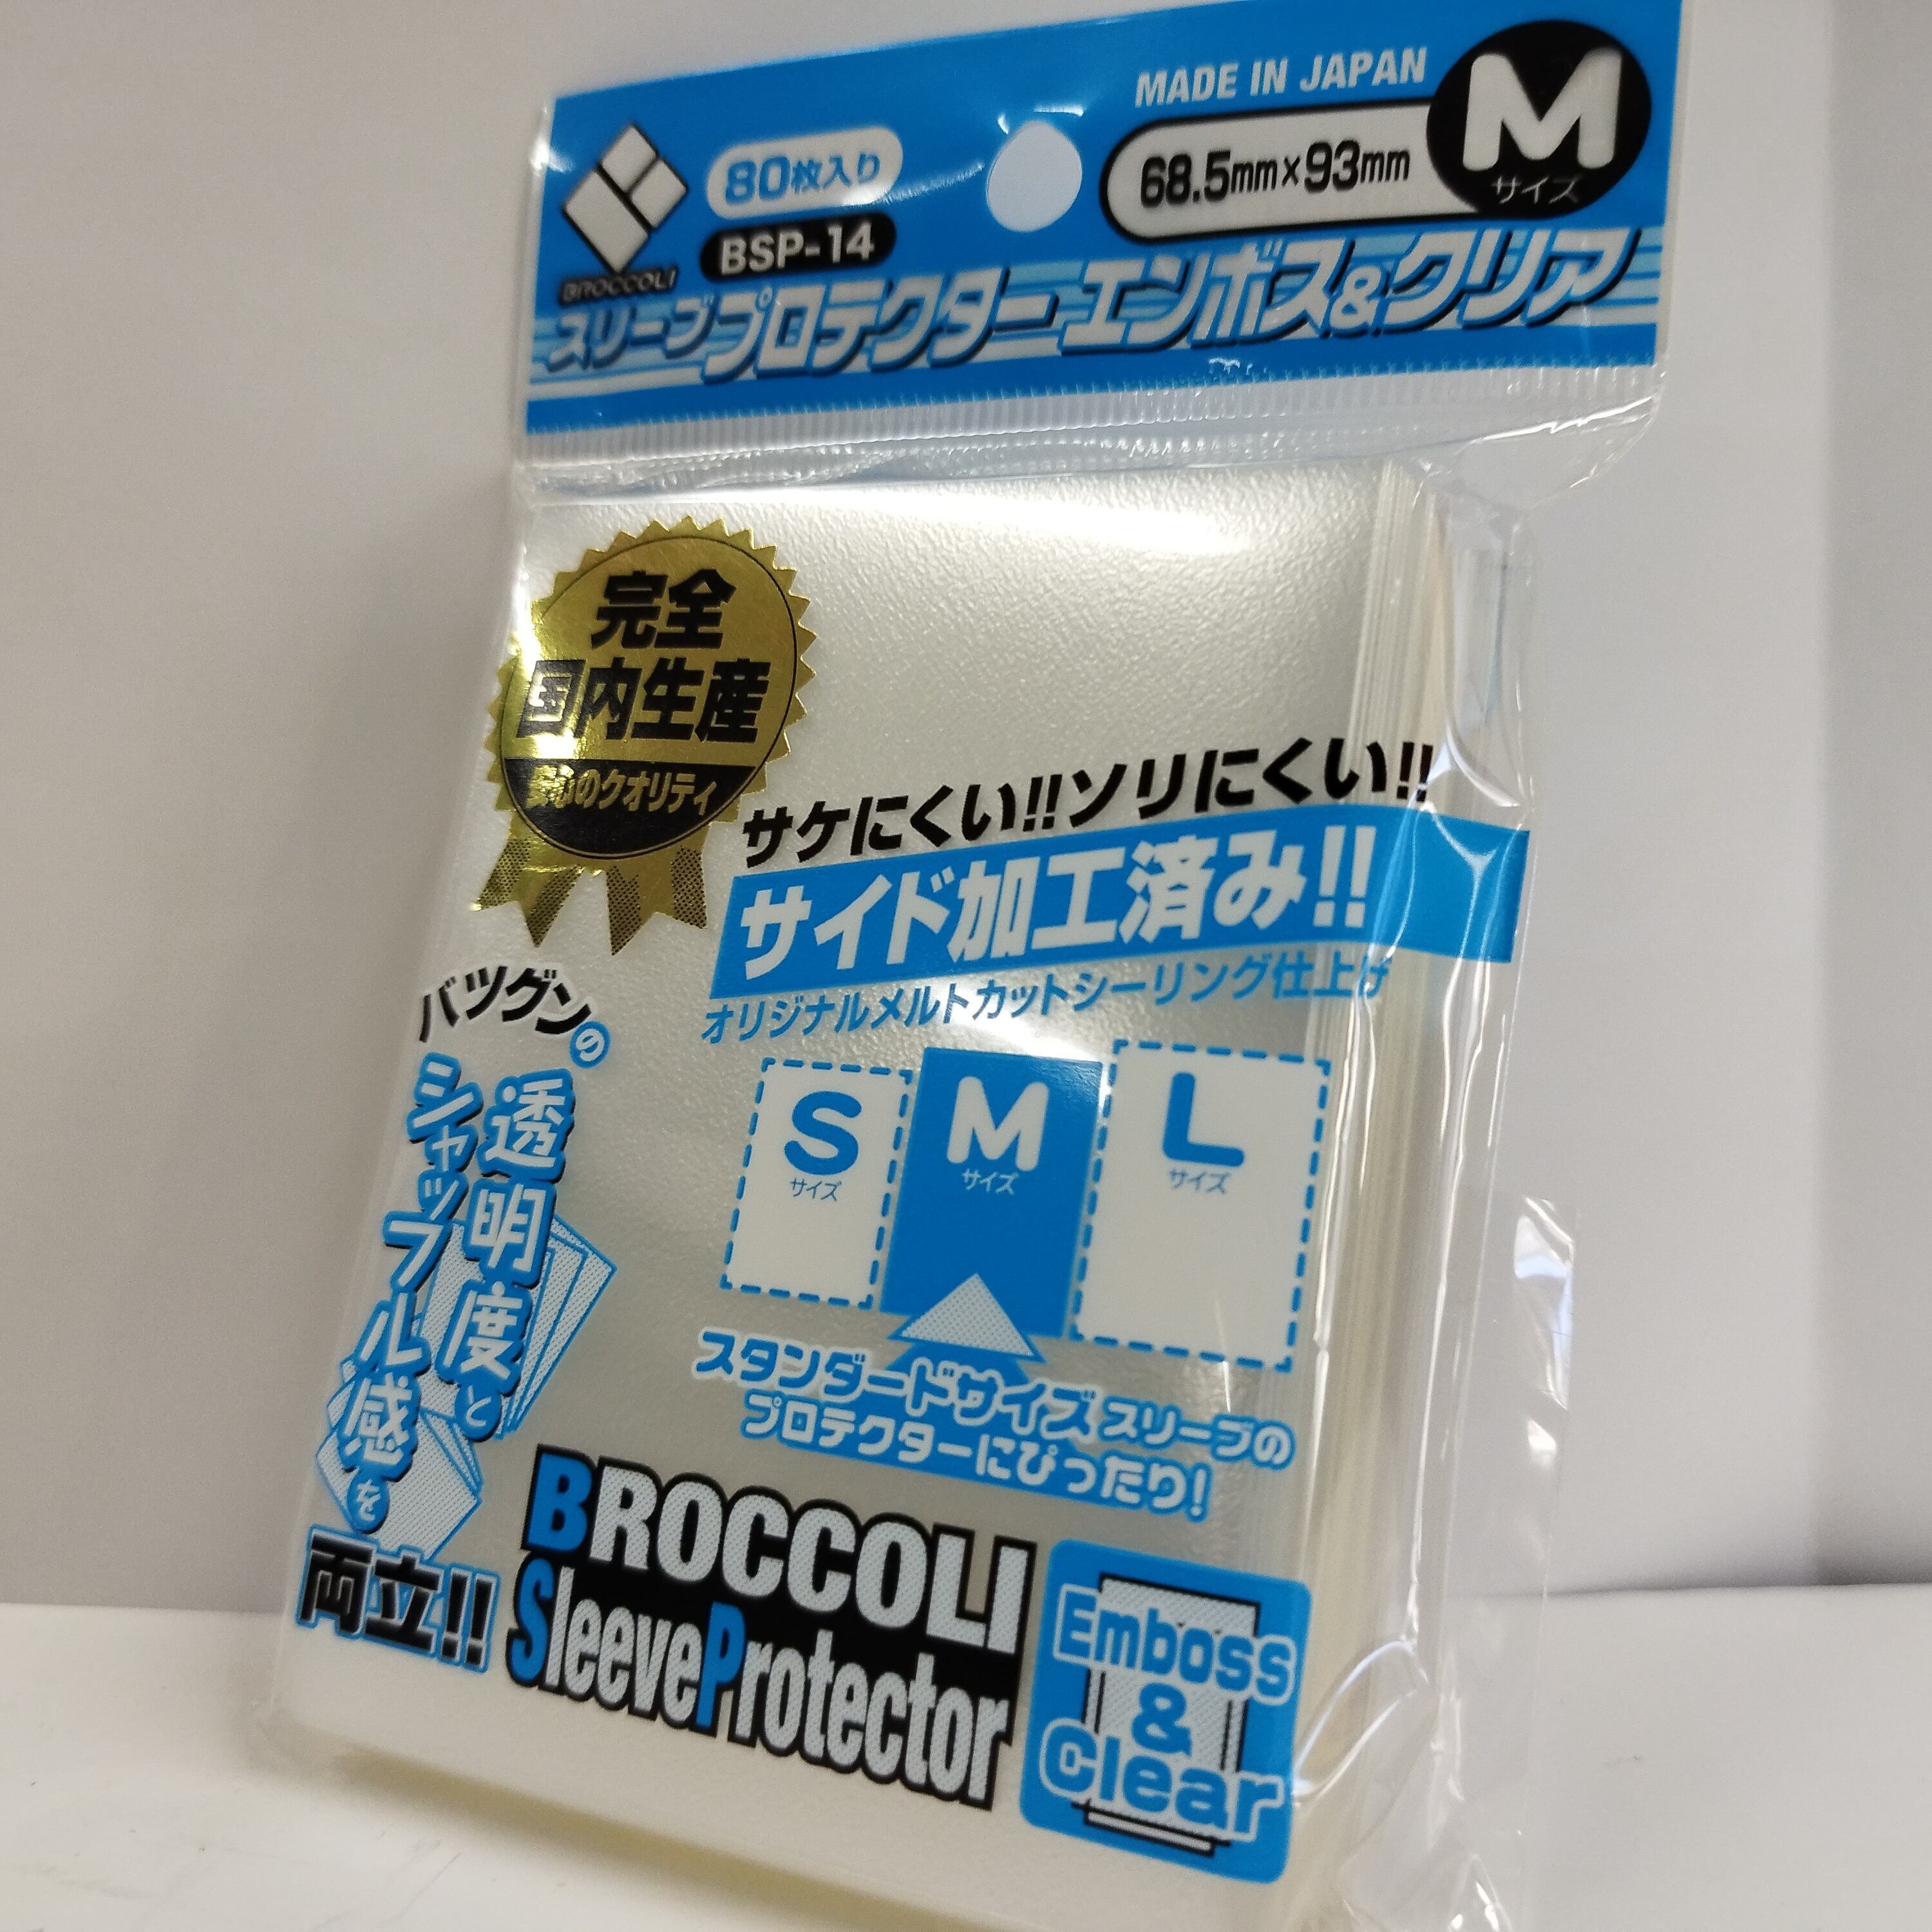 MADE IN JAPAN
BROCCOLI
80枚入り
BSP-14
68.5mm×93mm
M
サイズ
スリーブプロテクター エンボス&クリア
完全
国内生産
安心のクオリティ
サケにくい!!ソリにくい!!
サイド加工済み!!
オリジナルメルトカットシーリング仕上げ
バツグンの
透明度と
シャッフル感を
両立!!
S
サイズ
M
サイズ
L
サイズ
スタンダードサイズスリーブの
プロテクターにぴったり!
BROCCOLI
SleeveProtector
Emboss
&
Clear